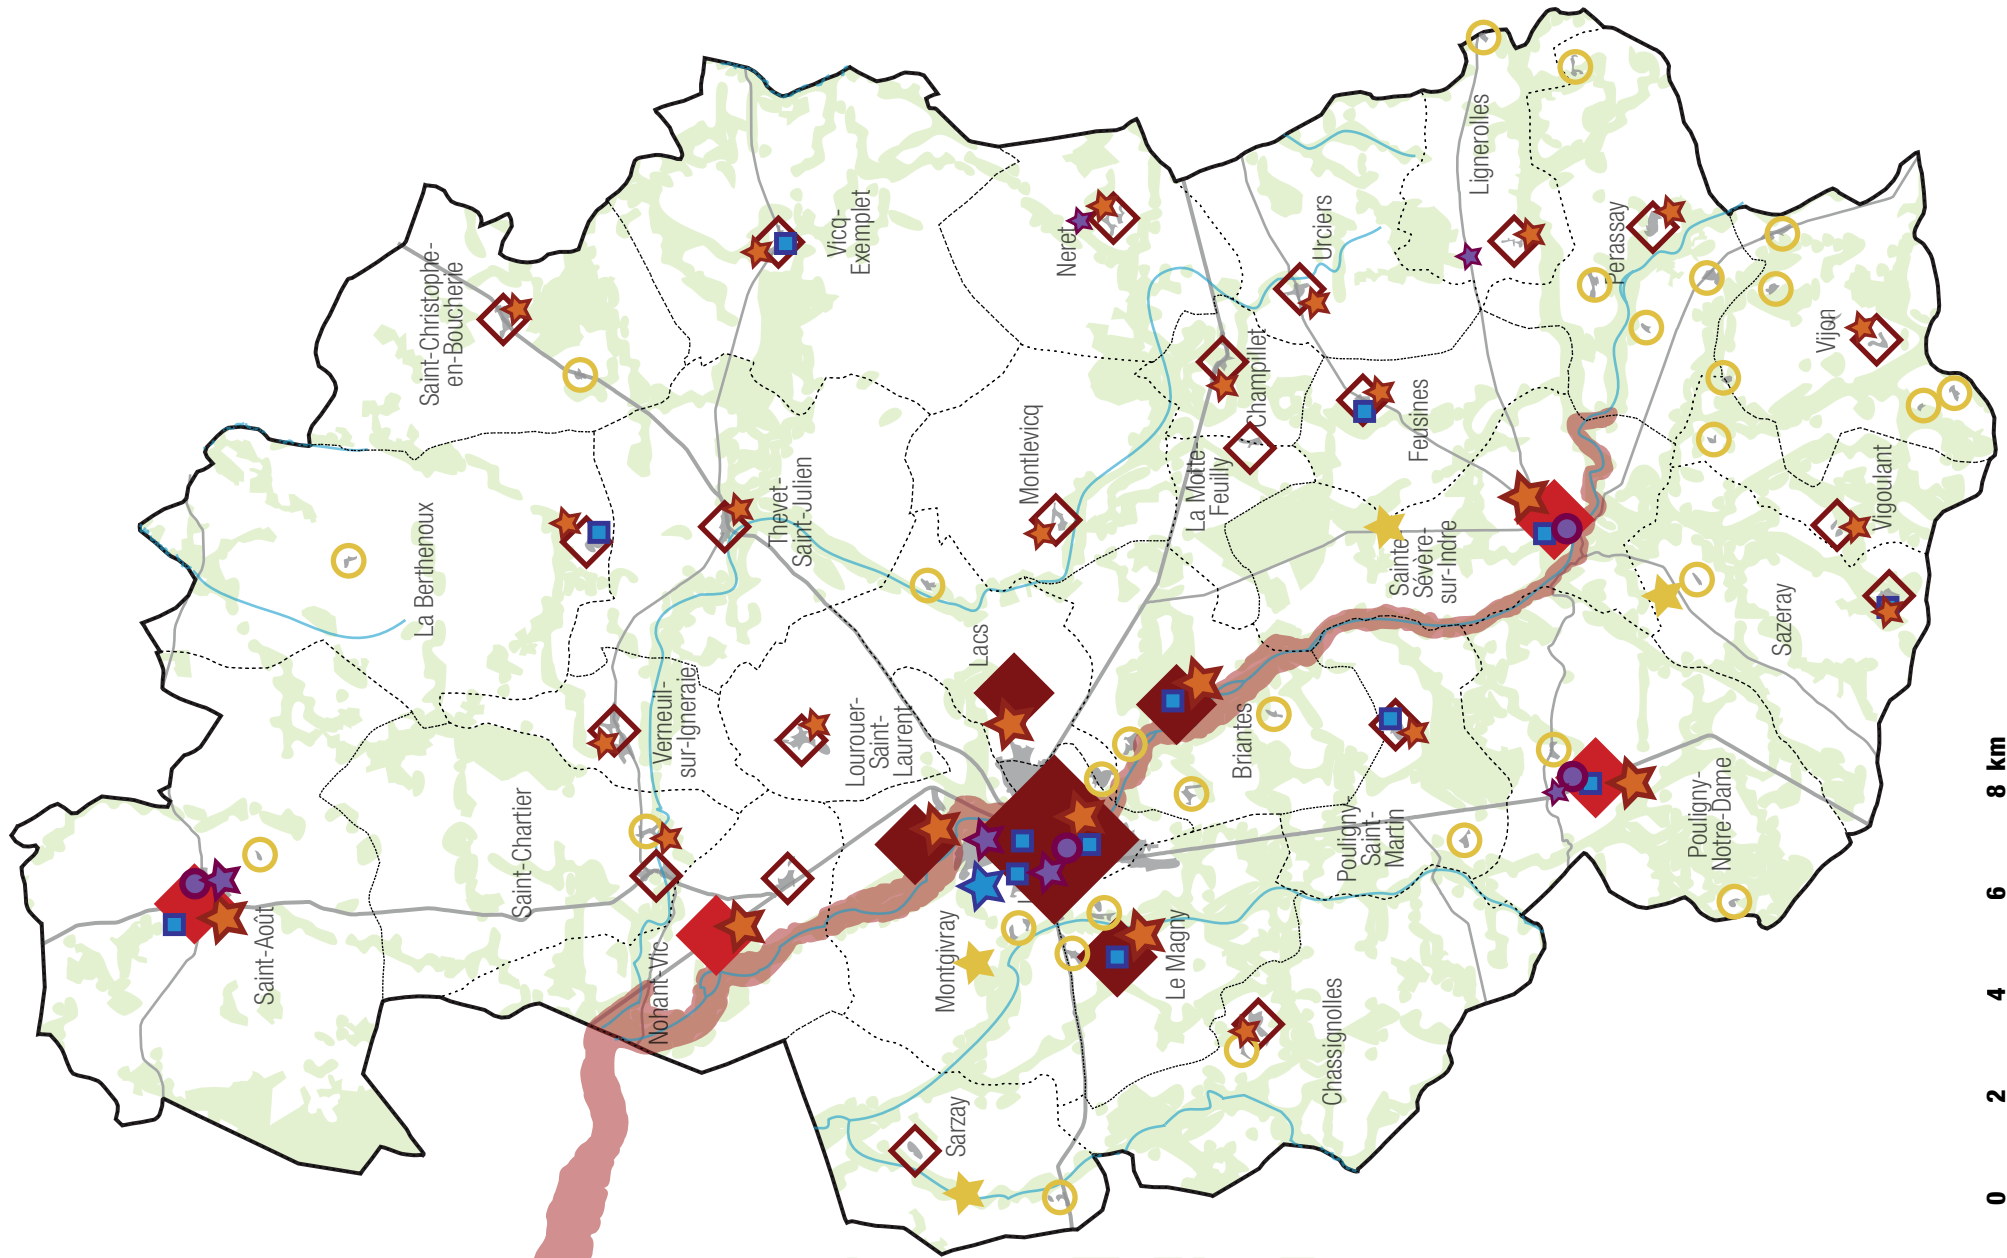 Saint-Christophe-
en-Boucherie
Vicq-
Exemplet
Neret
Urciers
Lignerolles
Perassay
Vijon
La Berthenoux
Thevet-
Saint-Julien
Montlevicq
Champillet
La Motte-
Feuilly
Feusines
Sainte-
Sévère-
sur-Indre
Vigoulant
Sazeray
Lacs
Vermeuil-
sur-Igneraie
Lourouer-
Saint-
Laurent
Briantes
Pouligny
Saint-
Martin
Pouligny-
Notre-Dame
Saint-Chartier
Saint-Août
Nohant-Vic
Montgivray
Le Magny
Chassignolles
Sarzay
0
2
4
6
8 km